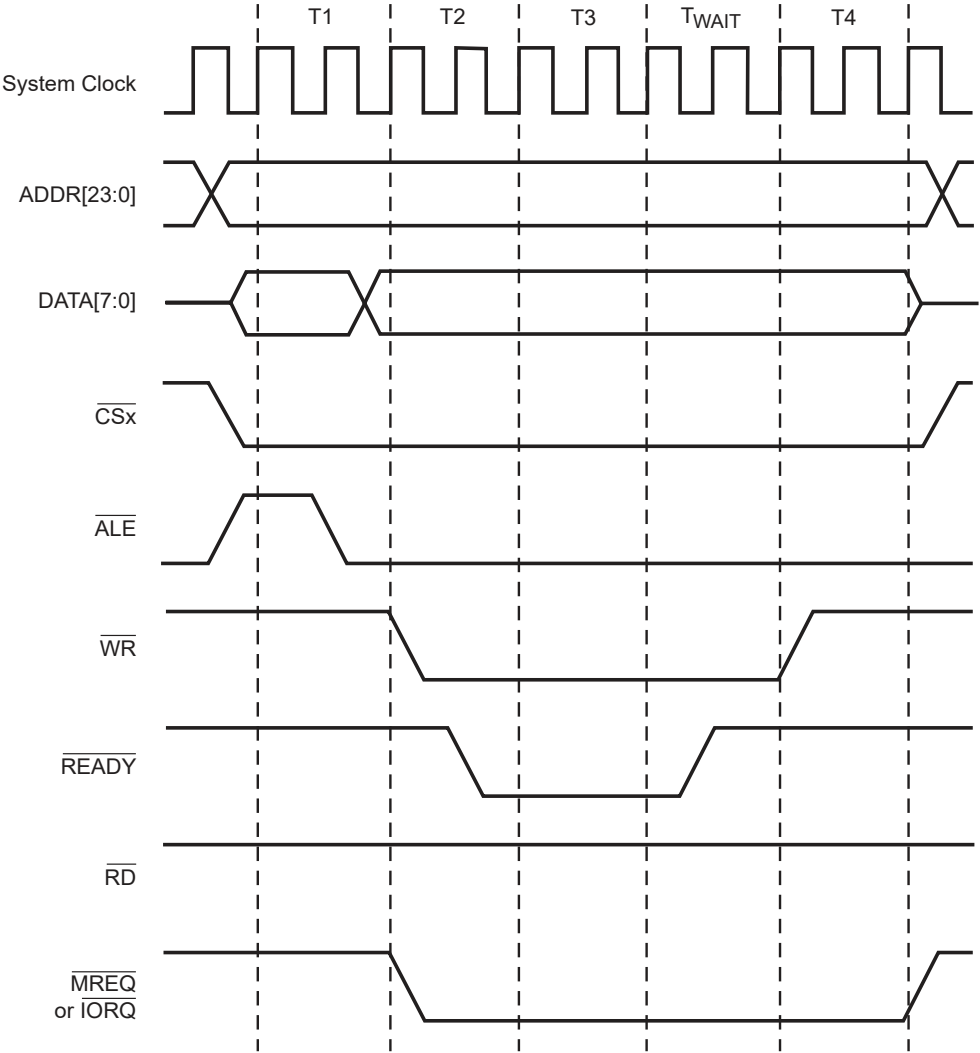 T1 T2 T3 TWAIT T4
System Clock
ADDR[23:0]
DATA[7:0]
CSx
ALE
WR
READY
RD
MREQ
or IORQ